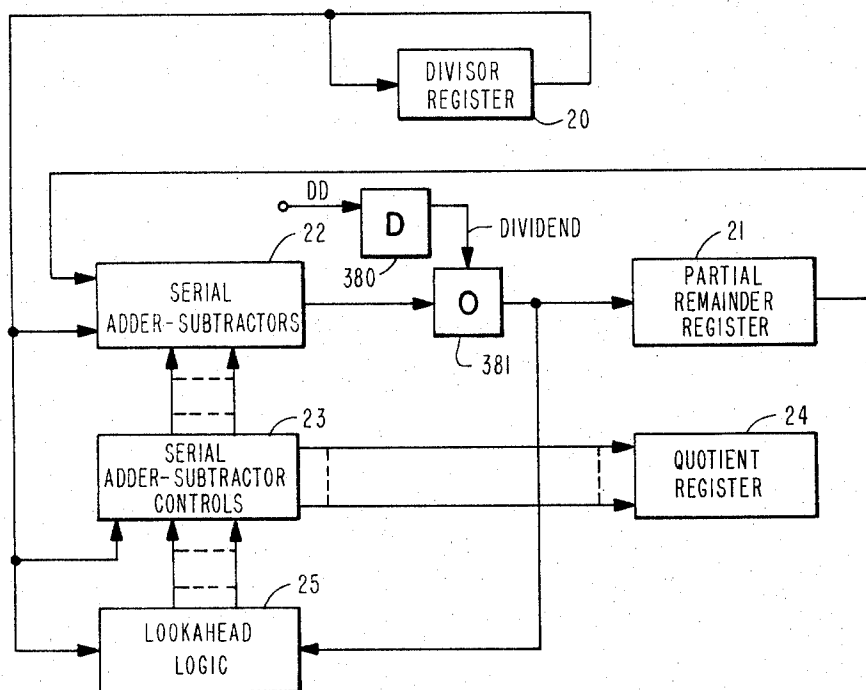 DIVISOR
REGISTER
20
DD
D
380
DIVIDEND
O
381
22
SERIAL
ADDER-SUBTRACTORS
21
PARTIAL
REMAINDER
REGISTER
23
SERIAL
ADDER-SUBTRACTOR
CONTROLS
24
QUOTIENT
REGISTER
25
LOOKAHEAD
LOGIC